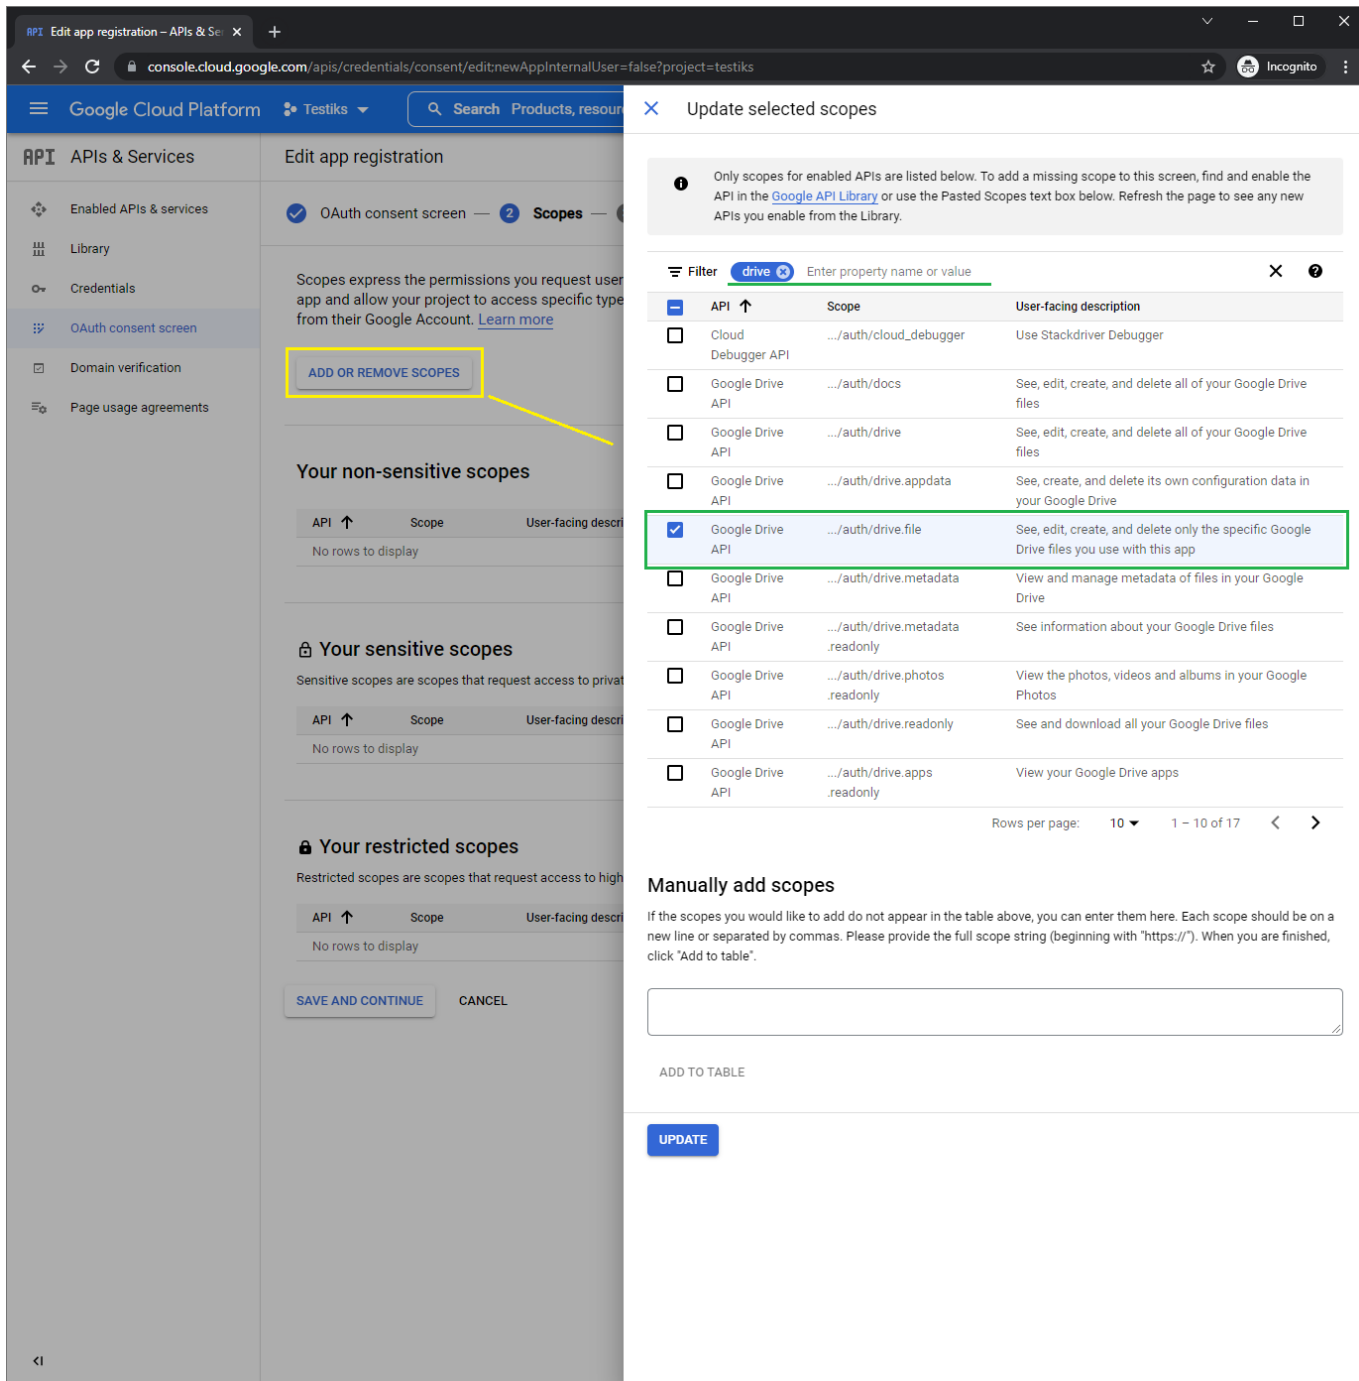 API Edit app registration – APIs & Se
console.cloud.google.com/apis/credentials/consent/edit;newAppInternalUser=false?project=testiks
Incognito
Google Cloud Platform
Testiks
Search Products, resour
API APIs & Services
Enabled APIs & services
Library
Credentials
OAuth consent screen
Domain verification
Page usage agreements
Edit app registration
OAuth consent screen — 2 Scopes —
Scopes express the permissions you request user
app and allow your project to access specific type
from their Google Account. Learn more
ADD OR REMOVE SCOPES
Your non-sensitive scopes
API Scope User-facing descri
No rows to display
Your sensitive scopes
Sensitive scopes are scopes that request access to privat
API Scope User-facing descri
No rows to display
Your restricted scopes
Restricted scopes are scopes that request access to high
API Scope User-facing descri
No rows to display
SAVE AND CONTINUE CANCEL
Update selected scopes
Only scopes for enabled APIs are listed below. To add a missing scope to this screen, find and enable the
API in the Google API Library or use the Pasted Scopes text box below. Refresh the page to see any new
APIs you enable from the Library.
Filter drive Enter property name or value
API Scope User-facing description
Cloud .../auth/cloud_debugger Use Stackdriver Debugger
Debugger API
Google Drive .../auth/docs See, edit, create, and delete all of your Google Drive
API files
Google Drive .../auth/drive See, edit, create, and delete all of your Google Drive
API files
Google Drive .../auth/drive.appdata See, create, and delete its own configuration data in
API your Google Drive
Google Drive .../auth/drive.file See, edit, create, and delete only the specific Google
API Drive files you use with this app
Google Drive .../auth/drive.metadata View and manage metadata of files in your Google
API Drive
Google Drive .../auth/drive.metadata See information about your Google Drive files
API .readonly
Google Drive .../auth/drive.photos View the photos, videos and albums in your Google
API .readonly Photos
Google Drive .../auth/drive.readonly See and download all your Google Drive files
API
Google Drive .../auth/drive.apps View your Google Drive apps
API .readonly
Rows per page: 10 1 – 10 of 17
Manually add scopes
If the scopes you would like to add do not appear in the table above, you can enter them here. Each scope should be on a
new line or separated by commas. Please provide the full scope string (beginning with "https://"). When you are finished,
click "Add to table".
ADD TO TABLE
UPDATE